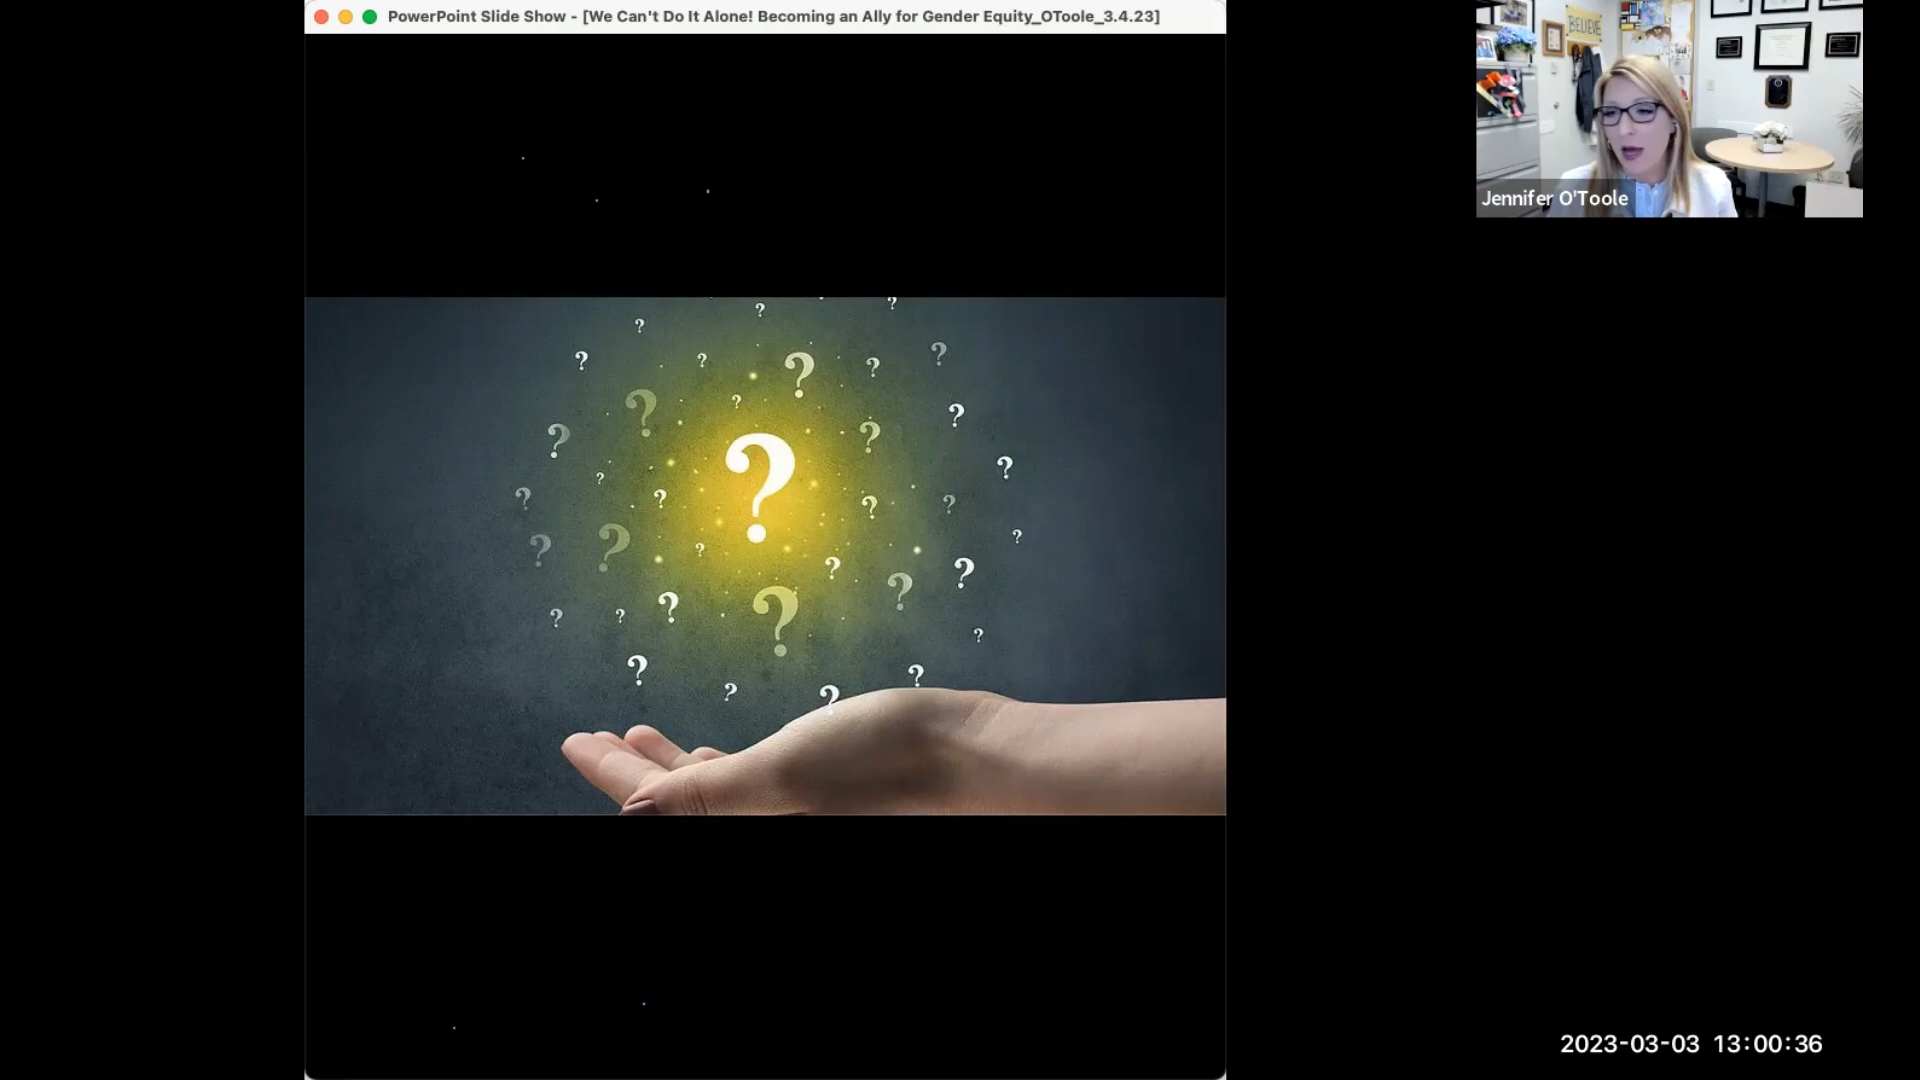 PowerPoint Slide Show - [We Can't Do It Alone! Becoming an Ally for Gender Equity_OToole_3.4.23]
BELIEVE
Jennifer O'Toole
2023-03-03 13:00:36